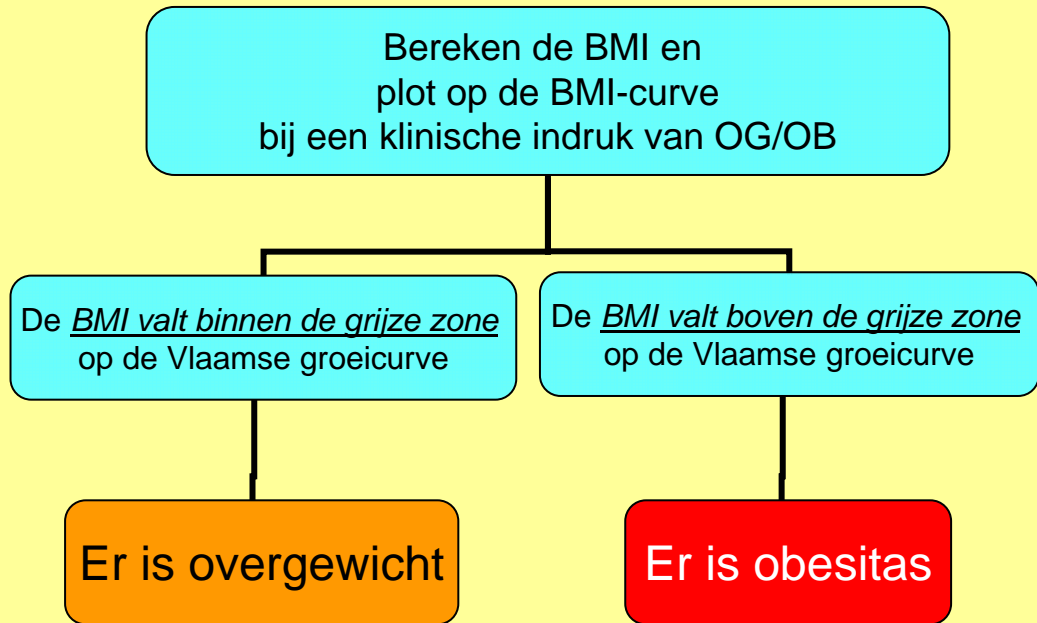 Bereken de BMI en
plot op de BMI-curve
bij een klinische indruk van OG/OB
De BMI valt binnen de grijze zone
op de Vlaamse groeicurve
De BMI valt boven de grijze zone
op de Vlaamse groeicurve
Er is overgewicht
Er is obesitas